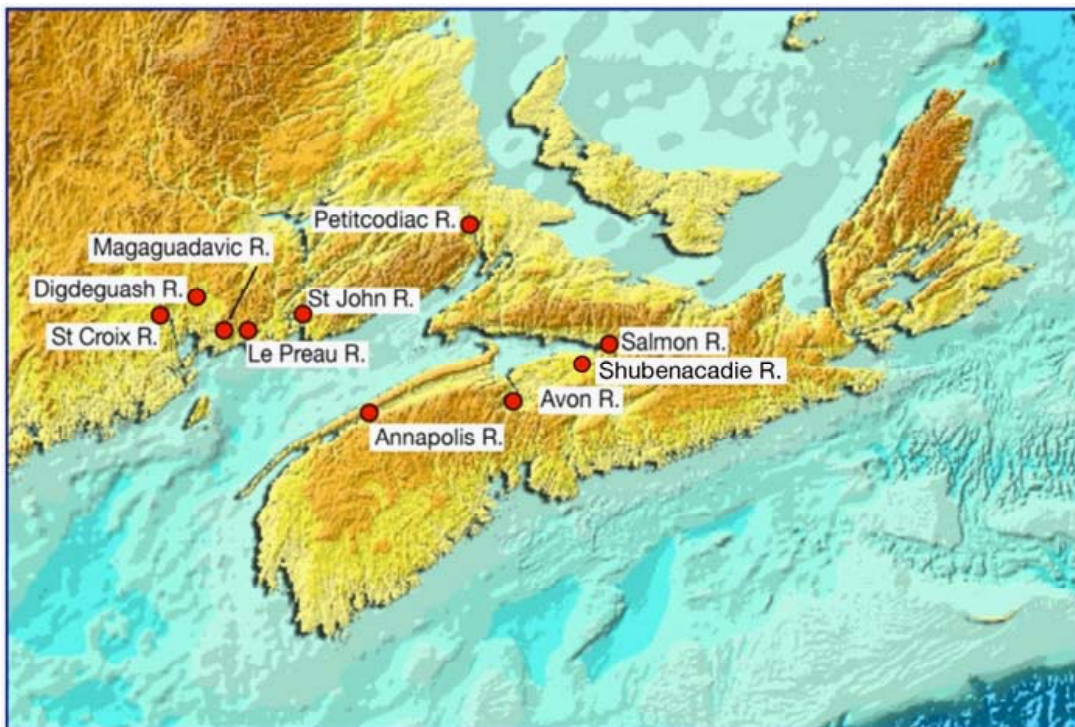 Petitcodiac R.
Magaguadavic R.
Digdeguash R.
St John R.
St Croix R.
Le Preau R.
Salmon R.
Shubenacadie R.
Avon R.
Annapolis R.